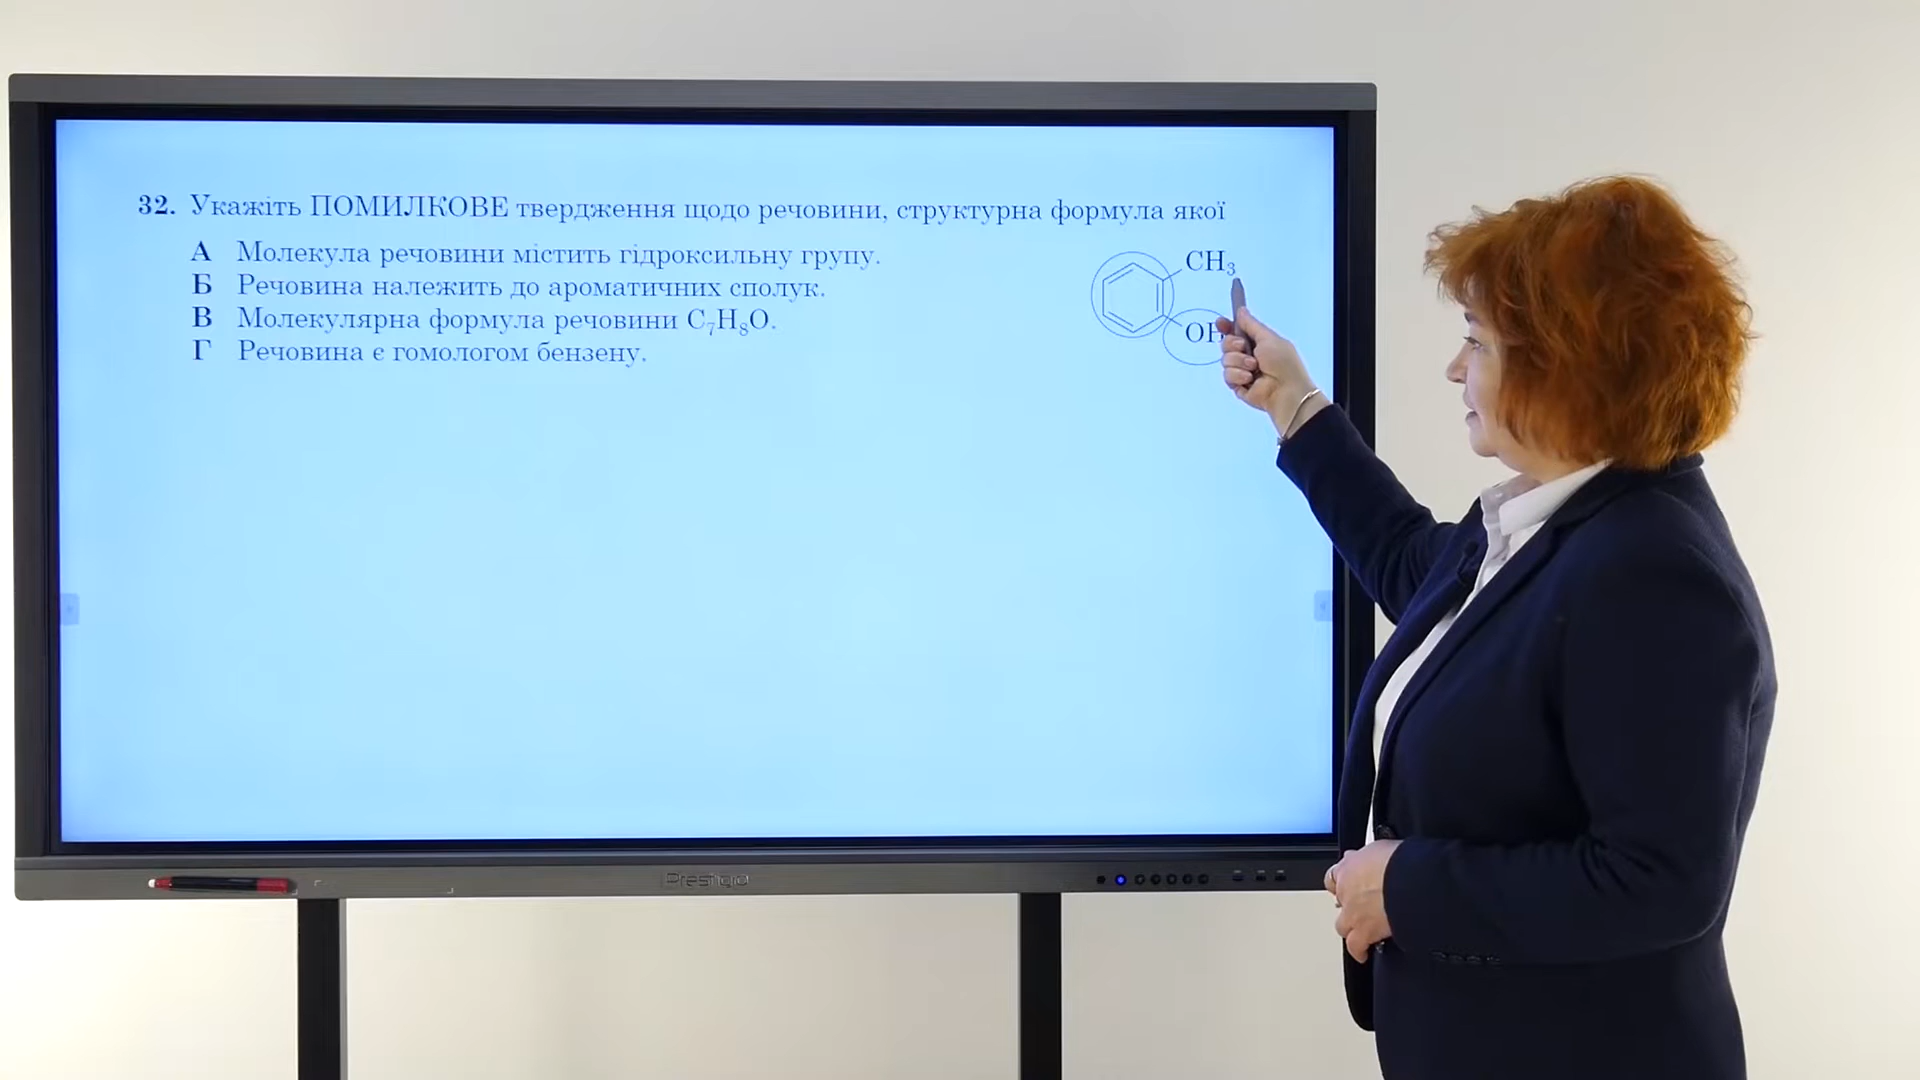 32. Укажіть ПОМИЛКОВЕ твердження щодо речовини, структурна формула якої
А Молекула речовини містить гідроксильну групу.
Б Речовина належить до ароматичних сполук.
В Молекулярна формула речовини C₇H₈O.
Г Речовина є гомологом бензену.
CH₃
OH
Prestigio